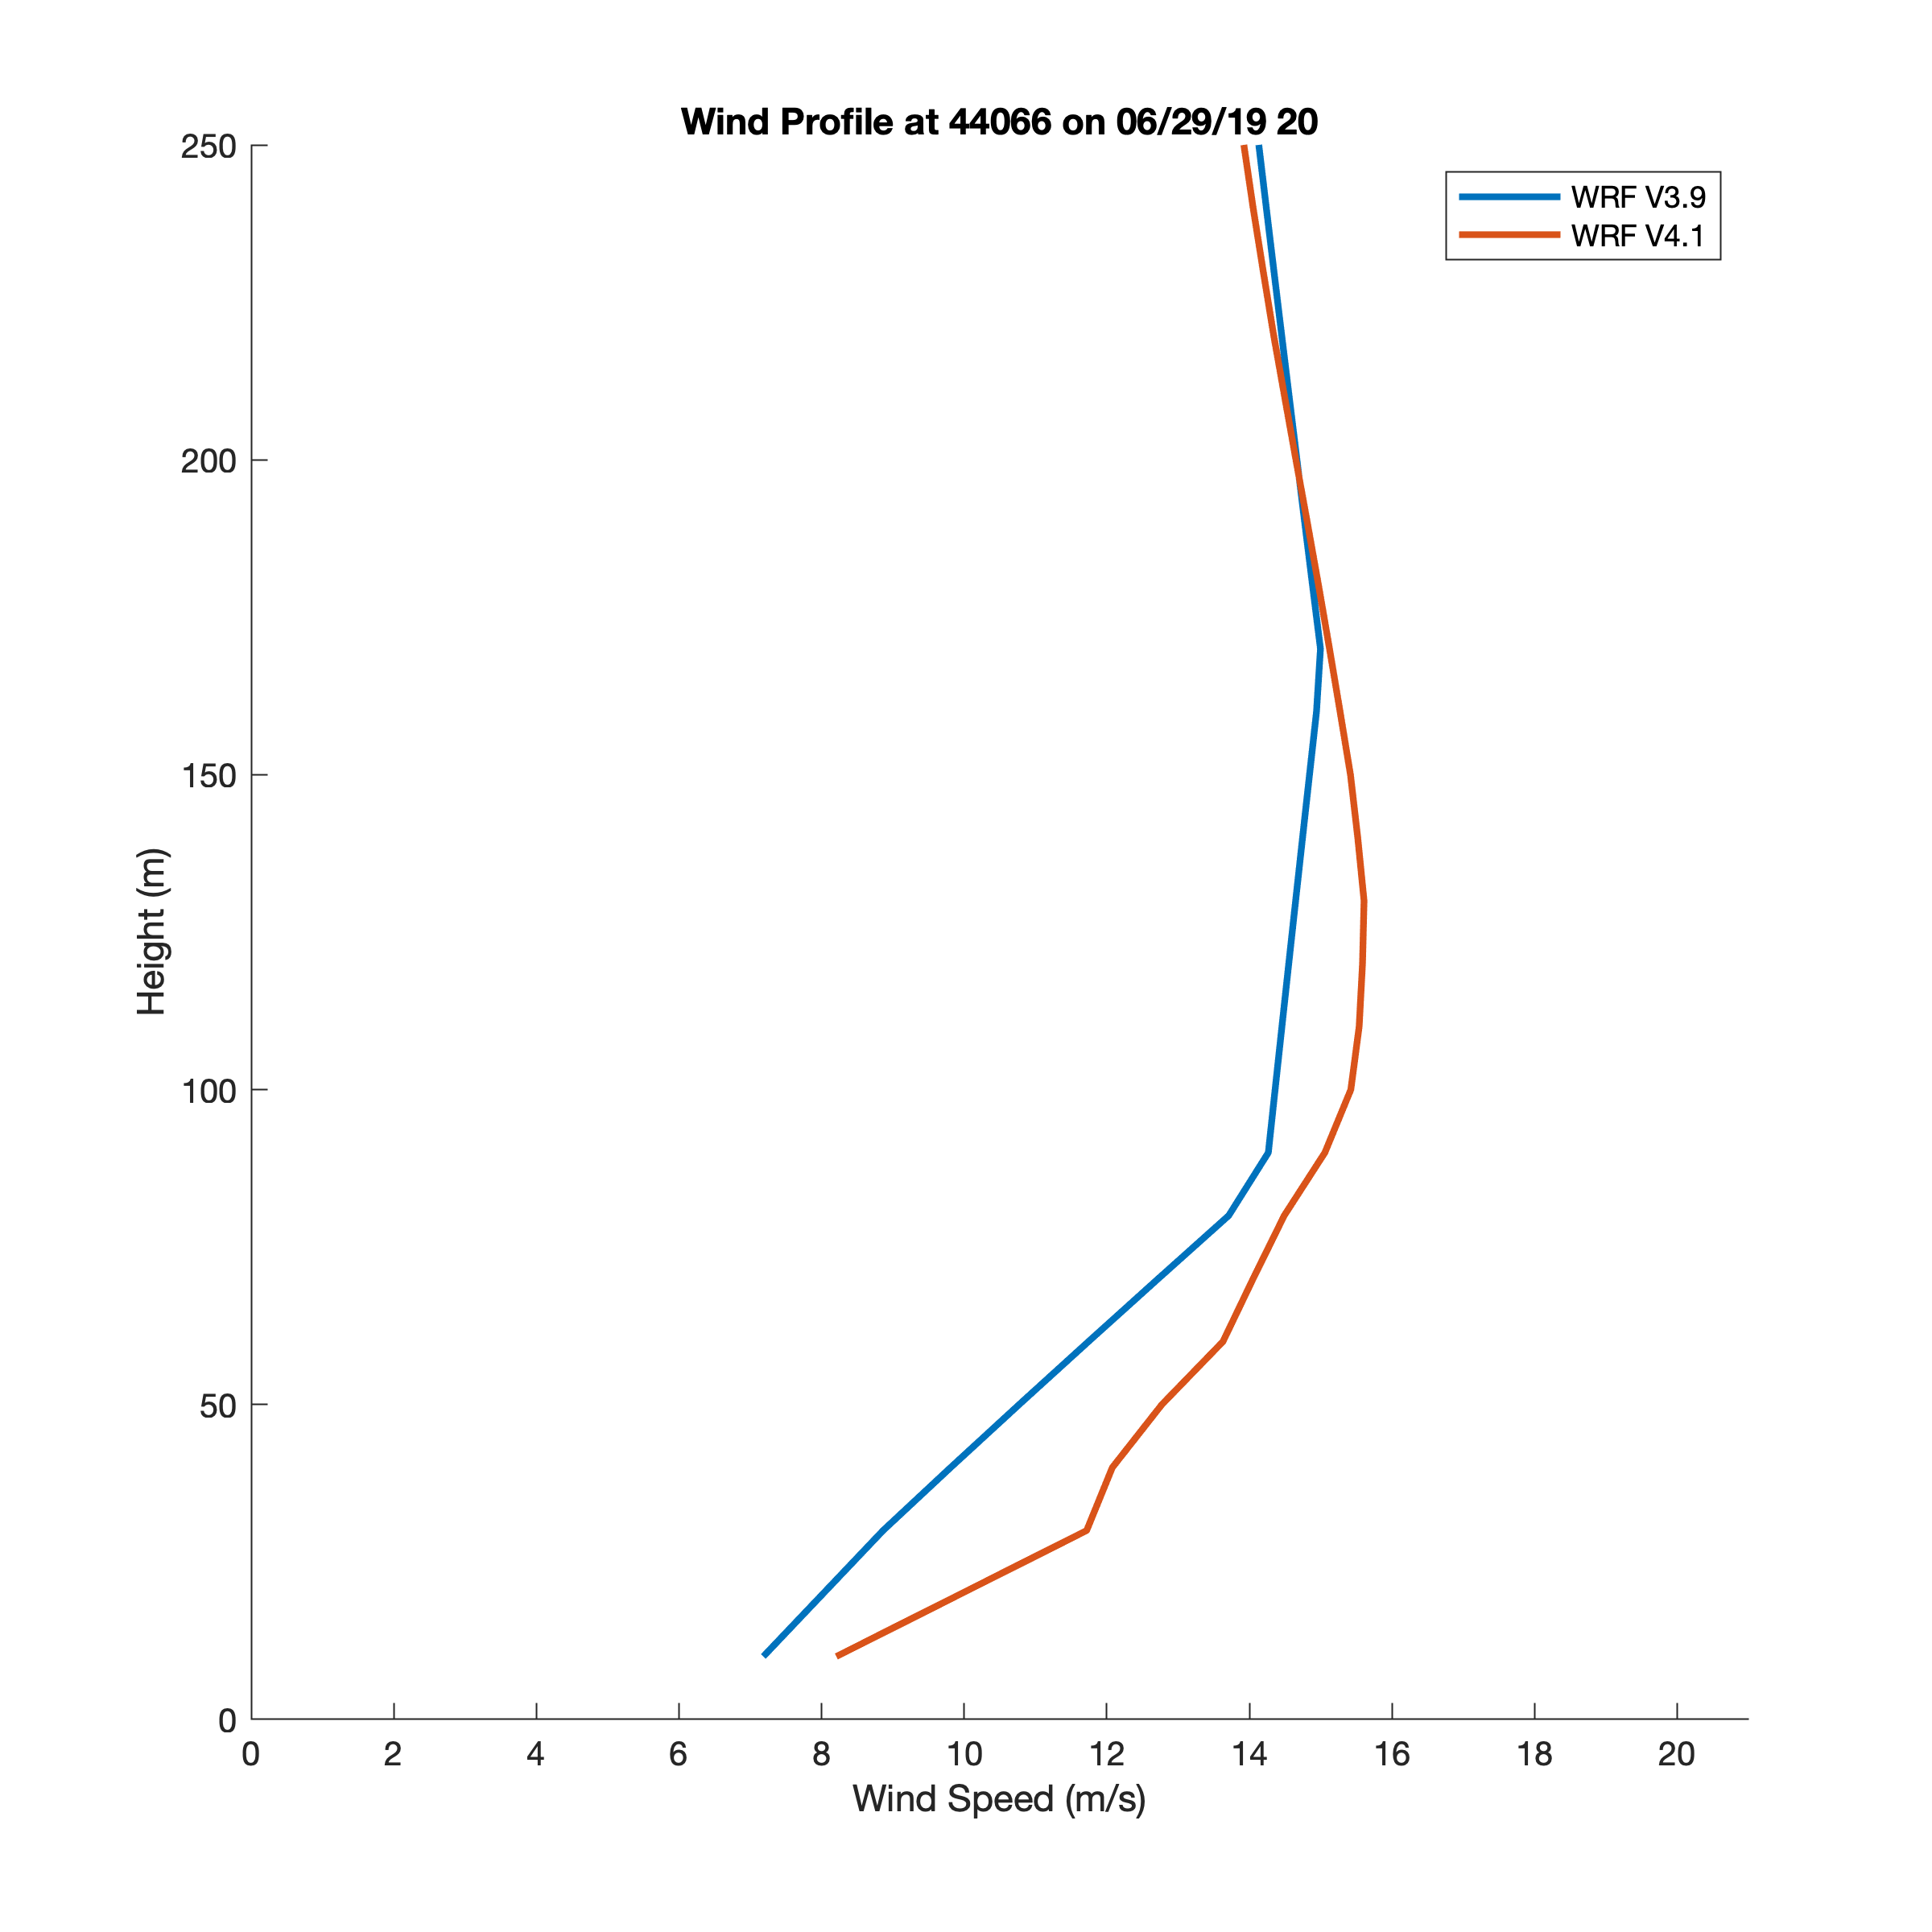 Wind Profile at 44066 on 06/29/19 20
WRF V3.9
WRF V4.1
250
200
150
100
50
0
Height (m)
0 2 4 6 8 10 12 14 16 18 20
Wind Speed (m/s)